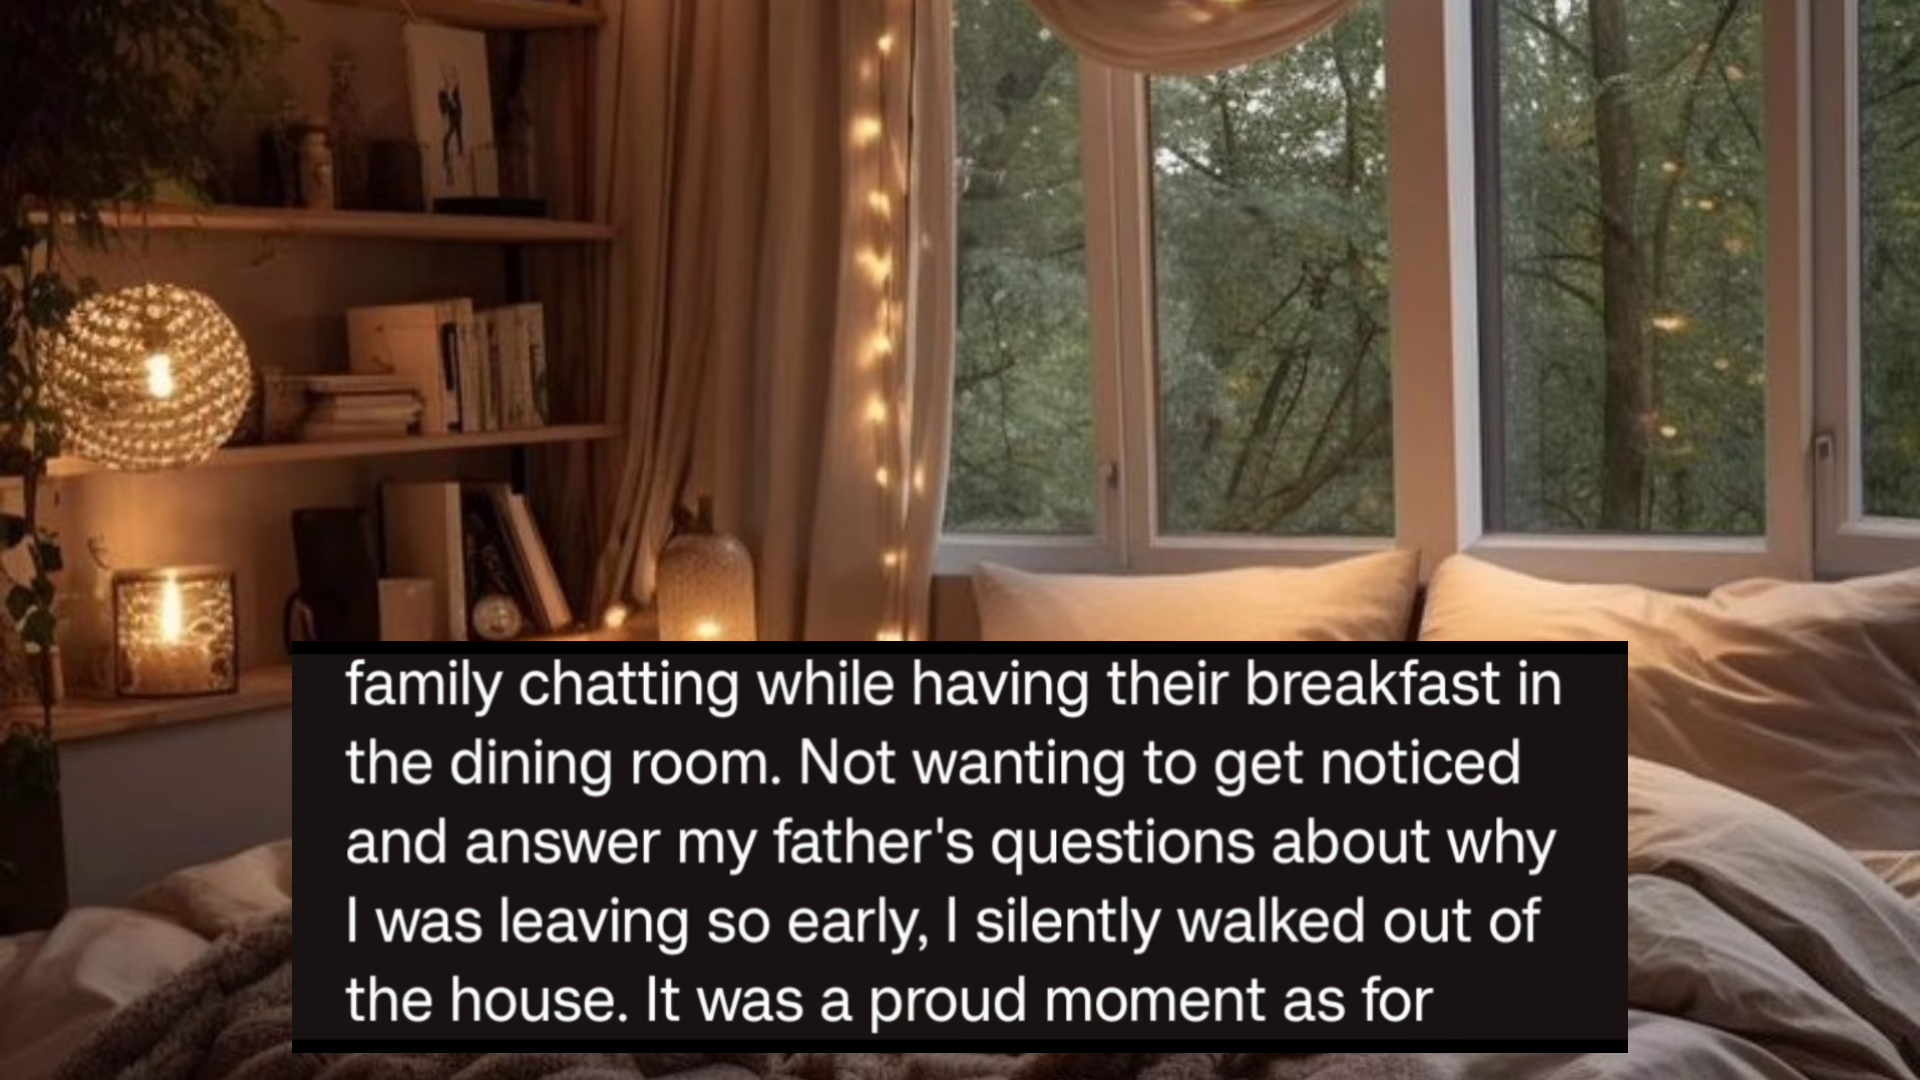 family chatting while having their breakfast in
the dining room. Not wanting to get noticed
and answer my father's questions about why
I was leaving so early, I silently walked out of
the house. It was a proud moment as for